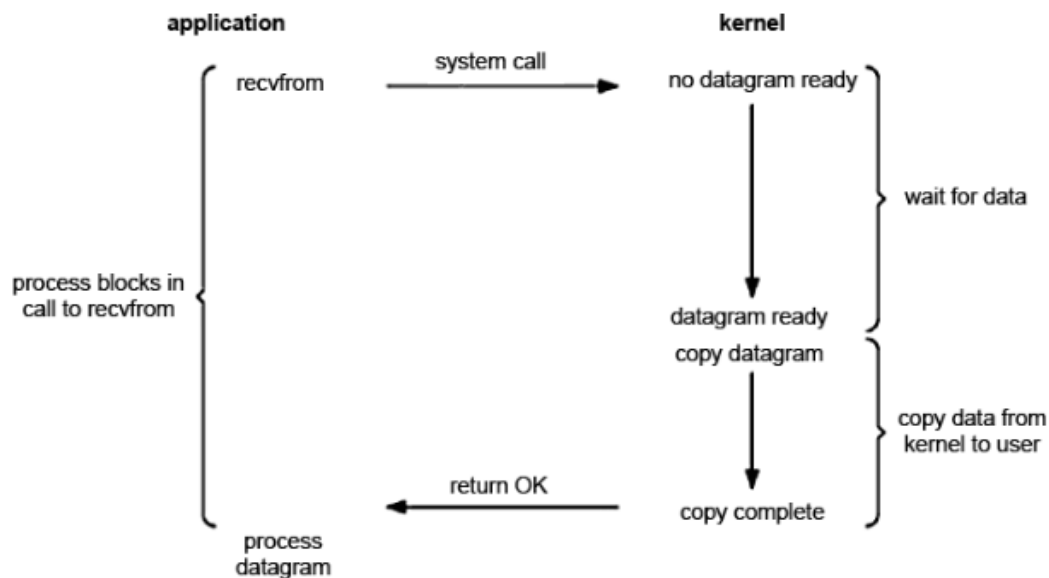 application
kernel
system call
recvfrom
no datagram ready
wait for data
process blocks in
call to recvfrom
datagram ready
copy datagram
copy data from
kernel to user
return OK
copy complete
process
datagram